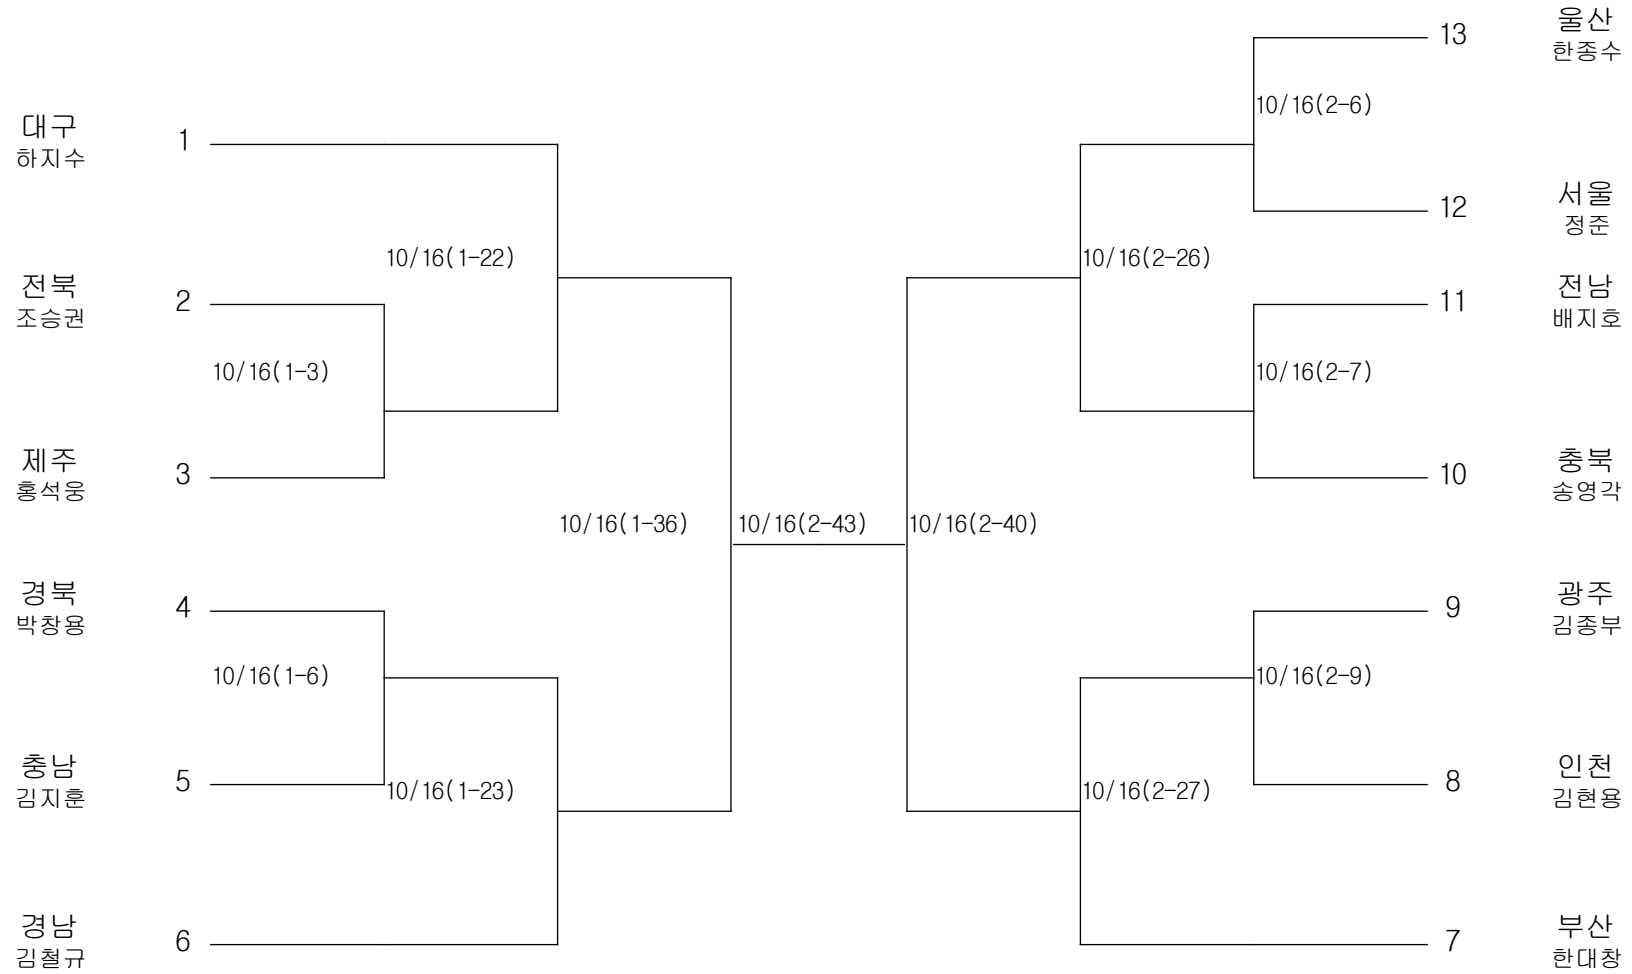 울산
한종수
13
10/16(2-6)
대구
하지수
1
서울
정준
12
10/16(1-22)
10/16(2-26)
전북
조승권
2
전남
배지호
11
10/16(1-3)
10/16(2-7)
제주
홍석웅
3
충북
송영각
10
10/16(1-36)
10/16(2-43)
10/16(2-40)
경북
박창용
4
광주
김종부
9
10/16(1-6)
10/16(2-9)
충남
김지훈
5
인천
김현용
8
10/16(1-23)
10/16(2-27)
경남
김철규
6
부산
한대창
7